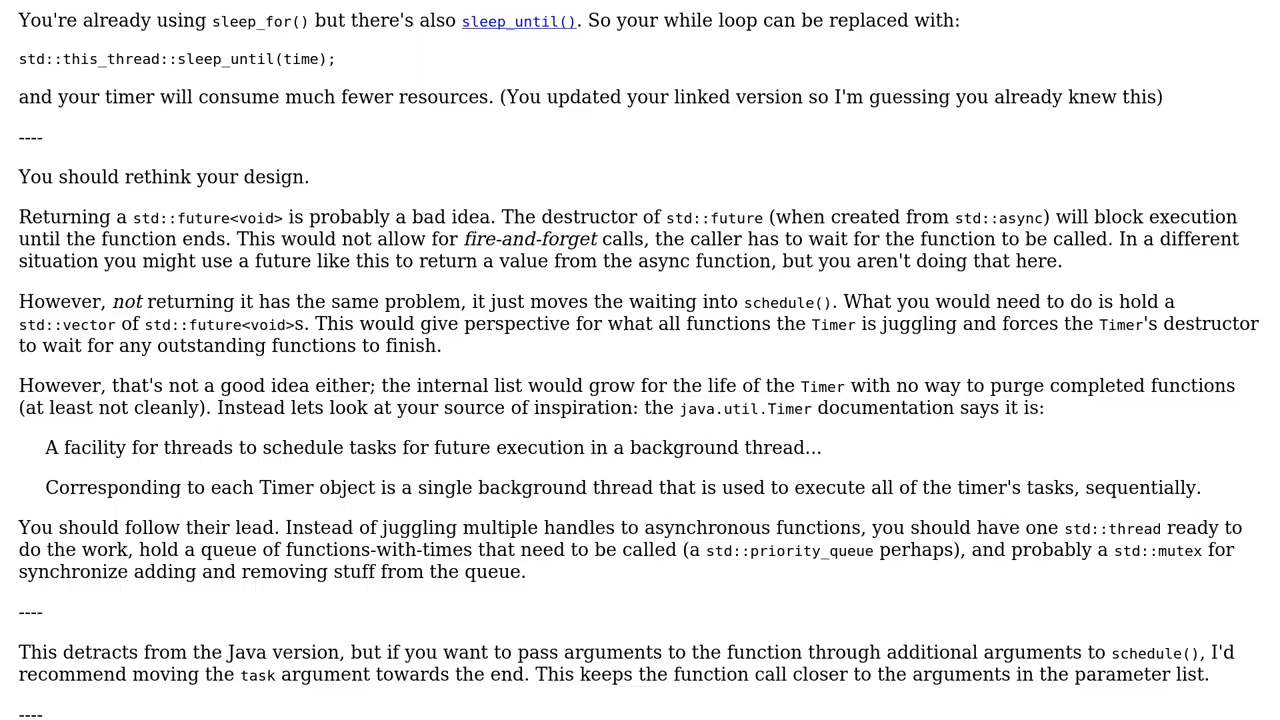 You're already using sleep_for() but there's also sleep_until(). So your while loop can be replaced with:
std::this_thread::sleep_until(time);
and your timer will consume much fewer resources. (You updated your linked version so I'm guessing you already knew this)
----
You should rethink your design.
Returning a std::future<void> is probably a bad idea. The destructor of std::future (when created from std::async) will block execution
until the function ends. This would not allow for fire-and-forget calls, the caller has to wait for the function to be called. In a different
situation you might use a future like this to return a value from the async function, but you aren't doing that here.
However, not returning it has the same problem, it just moves the waiting into schedule(). What you would need to do is hold a
std::vector of std::future<void>s. This would give perspective for what all functions the Timer is juggling and forces the Timer's destructor
to wait for any outstanding functions to finish.
However, that's not a good idea either; the internal list would grow for the life of the Timer with no way to purge completed functions
(at least not cleanly). Instead lets look at your source of inspiration: the java.util.Timer documentation says it is:
A facility for threads to schedule tasks for future execution in a background thread...
Corresponding to each Timer object is a single background thread that is used to execute all of the timer's tasks, sequentially.
You should follow their lead. Instead of juggling multiple handles to asynchronous functions, you should have one std::thread ready to
do the work, hold a queue of functions-with-times that need to be called (a std::priority_queue perhaps), and probably a std::mutex for
synchronize adding and removing stuff from the queue.
----
This detracts from the Java version, but if you want to pass arguments to the function through additional arguments to schedule(), I'd
recommend moving the task argument towards the end. This keeps the function call closer to the arguments in the parameter list.
----